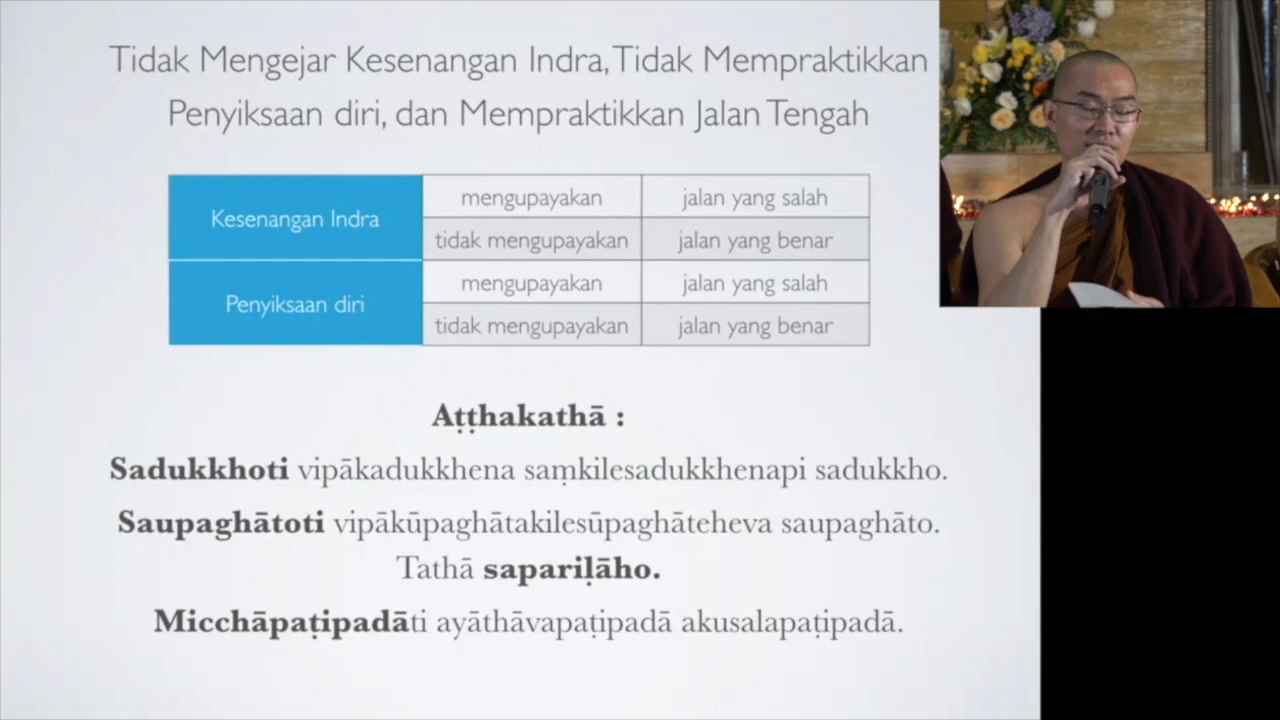 Tidak Mengejar Kesenangan Indra, Tidak Mempraktikkan
Penyiksaan diri, dan Mempraktikkan Jalan Tengah
Kesenangan Indra
mengupayakan
jalan yang salah
tidak mengupayakan
jalan yang benar
Penyiksaan diri
mengupayakan
jalan yang salah
tidak mengupayakan
jalan yang benar
Aṭṭhakathā :
Sadukkhoti vipākadukkhena saṃkilesadukkhenapi sadukkho.
Saupaghātoti vipākūpaghātakilesūpaghāteheva saupaghāto.
Tathā sapariḷāho.
Micchāpaṭipadāti ayāthāvapaṭipadā akusalapaṭipadā.